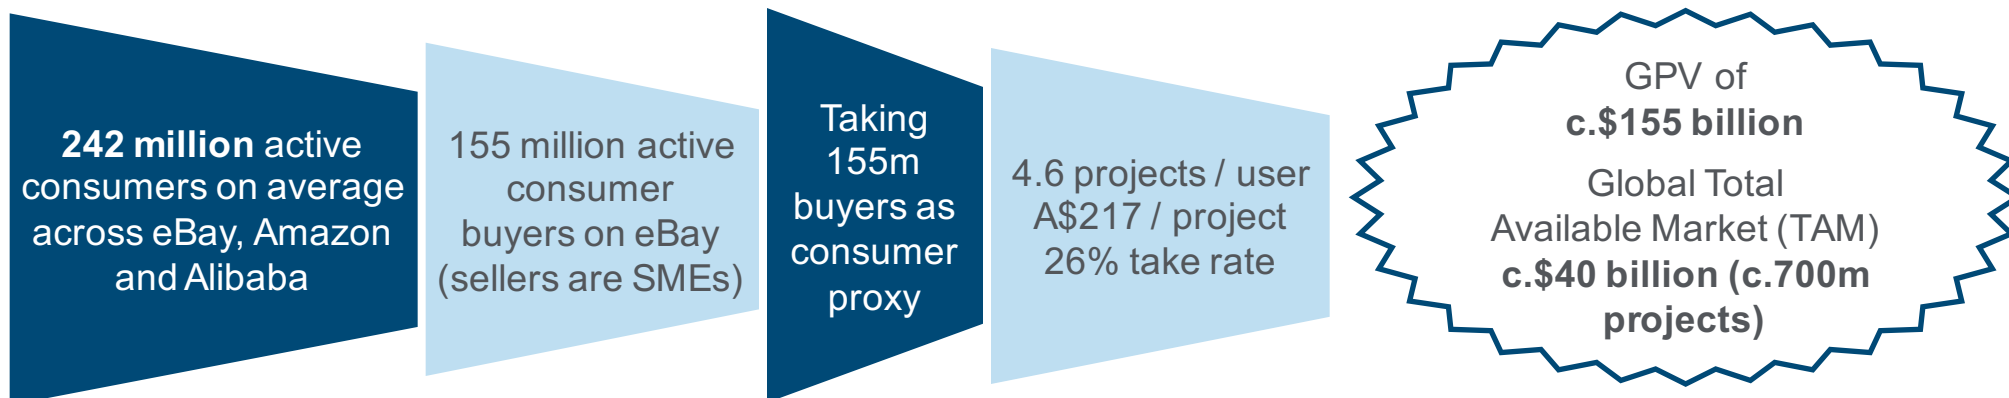 242 million active
consumers on average
across eBay, Amazon
and Alibaba
155 million active
consumer
buyers on eBay
(sellers are SMEs)
Taking
155m
buyers as
consumer
proxy
4.6 projects / user
A$217 / project
26% take rate
GPV of
c.$155 billion
Global Total
Available Market (TAM)
c.$40 billion (c.700m
projects)